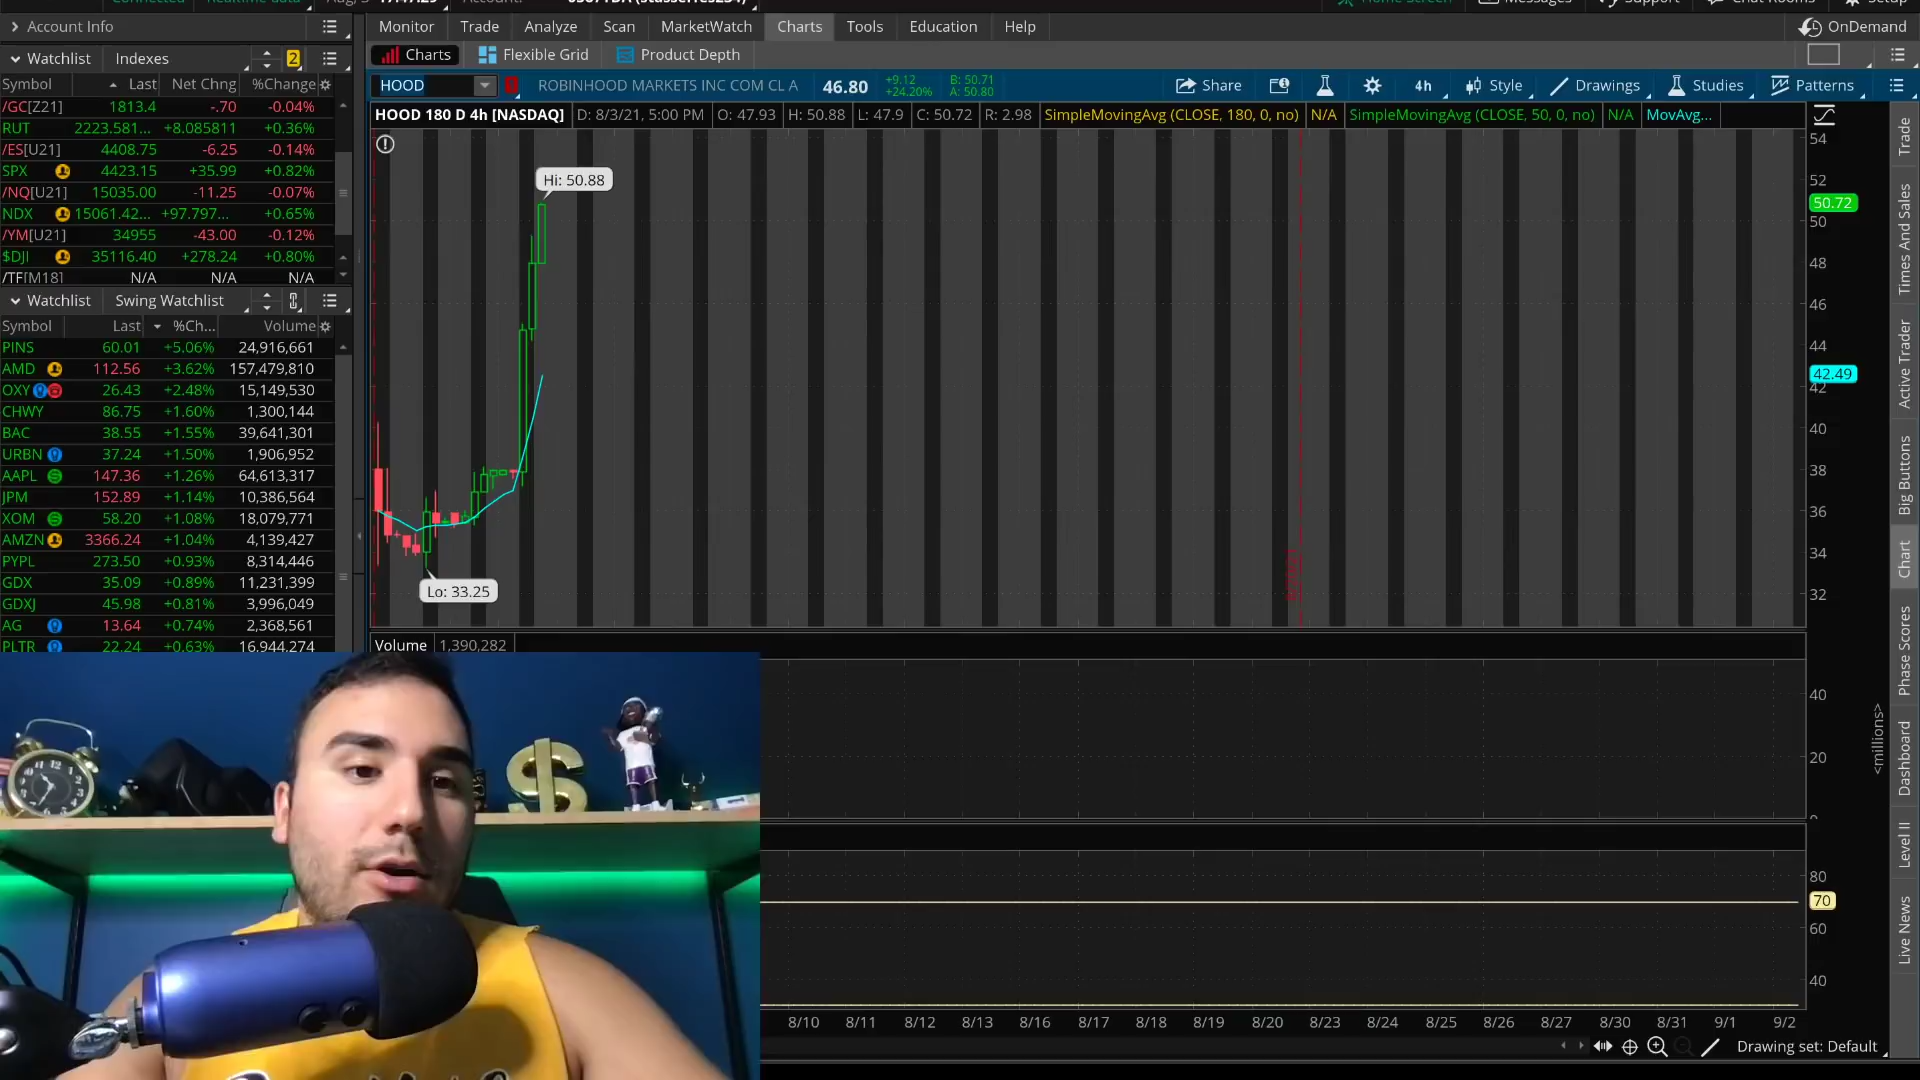 Account Info
Monitor Trade Analyze Scan MarketWatch Charts Tools Education Help OnDemand
Charts Flexible Grid Product Depth
Watchlist Indexes 2
Symbol Last Net Chng %Change
/GC[Z21] 1813.4 -.70 -0.04%
RUT 2223.581... +8.085811 +0.36%
/ES[U21] 4408.75 -6.25 -0.14%
SPX 4423.15 +35.99 +0.82%
/NQ[U21] 15035.00 -11.25 -0.07%
NDX 15061.42... +97.797... +0.65%
/YM[U21] 34955 -43.00 -0.12%
$DJI 35116.40 +278.24 +0.80%
/TF[M18] N/A N/A N/A
Watchlist Swing Watchlist
Symbol Last %Ch... Volume
PINS 60.01 +5.06% 24,916,661
AMD 112.56 +3.62% 157,479,810
OXY 26.43 +2.48% 15,149,530
CHWY 86.75 +1.60% 1,300,144
BAC 38.55 +1.55% 39,641,301
URBN 37.24 +1.50% 1,906,952
AAPL 147.36 +1.26% 64,613,317
JPM 152.89 +1.14% 10,386,564
XOM 58.20 +1.08% 18,079,771
AMZN 3366.24 +1.04% 4,139,427
PYPL 273.50 +0.93% 8,314,446
GDX 35.09 +0.89% 11,231,399
GDXJ 45.98 +0.81% 3,996,049
AG 13.64 +0.74% 2,368,561
PLTR 22.24 +0.63% 16,944,274
HOOD ROBINHOOD MARKETS INC COM CL A 46.80 +9.12 B: 50.71
+24.20% A: 50.80
Share 4h Style Drawings Studies Patterns
HOOD 180 D 4h [NASDAQ] D: 8/3/21, 5:00 PM O: 47.93 H: 50.88 L: 47.9 C: 50.72 R: 2.98 SimpleMovingAvg (CLOSE, 180, 0, no) N/A SimpleMovingAvg (CLOSE, 50, 0, no) N/A MovAvg...
Hi: 50.88
Lo: 33.25
54
52
50.72
50
48
46
44
42.49
42
40
38
36
34
32
Volume 1,390,282
40
20
0
<millions>
80
70
60
40
8/10 8/11 8/12 8/13 8/16 8/17 8/18 8/19 8/20 8/23 8/24 8/25 8/26 8/27 8/30 8/31 9/1 9/2
Drawing set: Default
Trade
Times And Sales
Active Trader
Big Buttons
Chart
Phase Scores
Dashboard
Level II
Live News